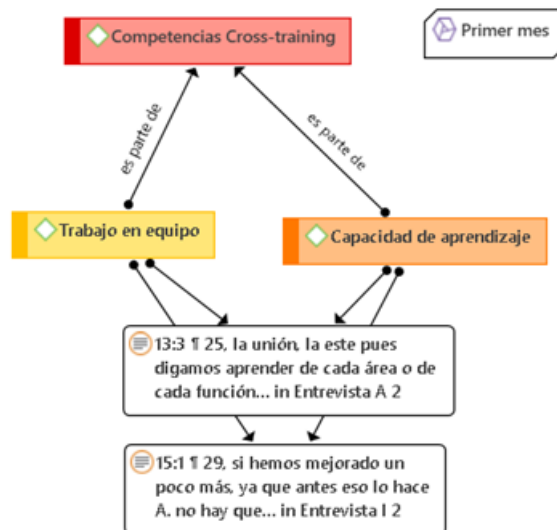 Competencias Cross-training
Primer mes
es parte de
es parte de
Trabajo en equipo
Capacidad de aprendizaje
13:3 ¶ 25, la unión, la este pues
digamos aprender de cada área o de
cada función... in Entrevista A 2
15:1 ¶ 29, si hemos mejorado un
poco más, ya que antes eso lo hace
A. no hay que... in Entrevista I 2